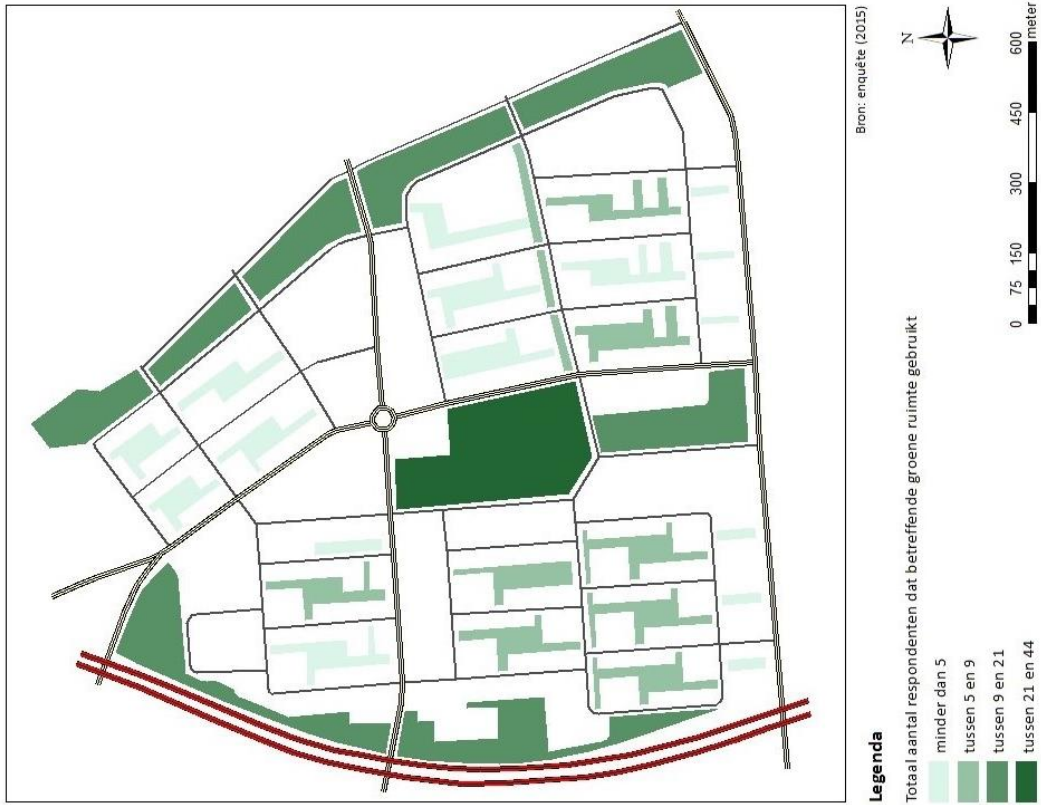 Legenda
Totaal aantal respondenten dat betreffende groene ruimte gebruikt
minder dan 5
tussen 5 en 9
tussen 9 en 21
tussen 21 en 44
0 75 150 300 450 600
meter
N
Bron: enquête (2015)